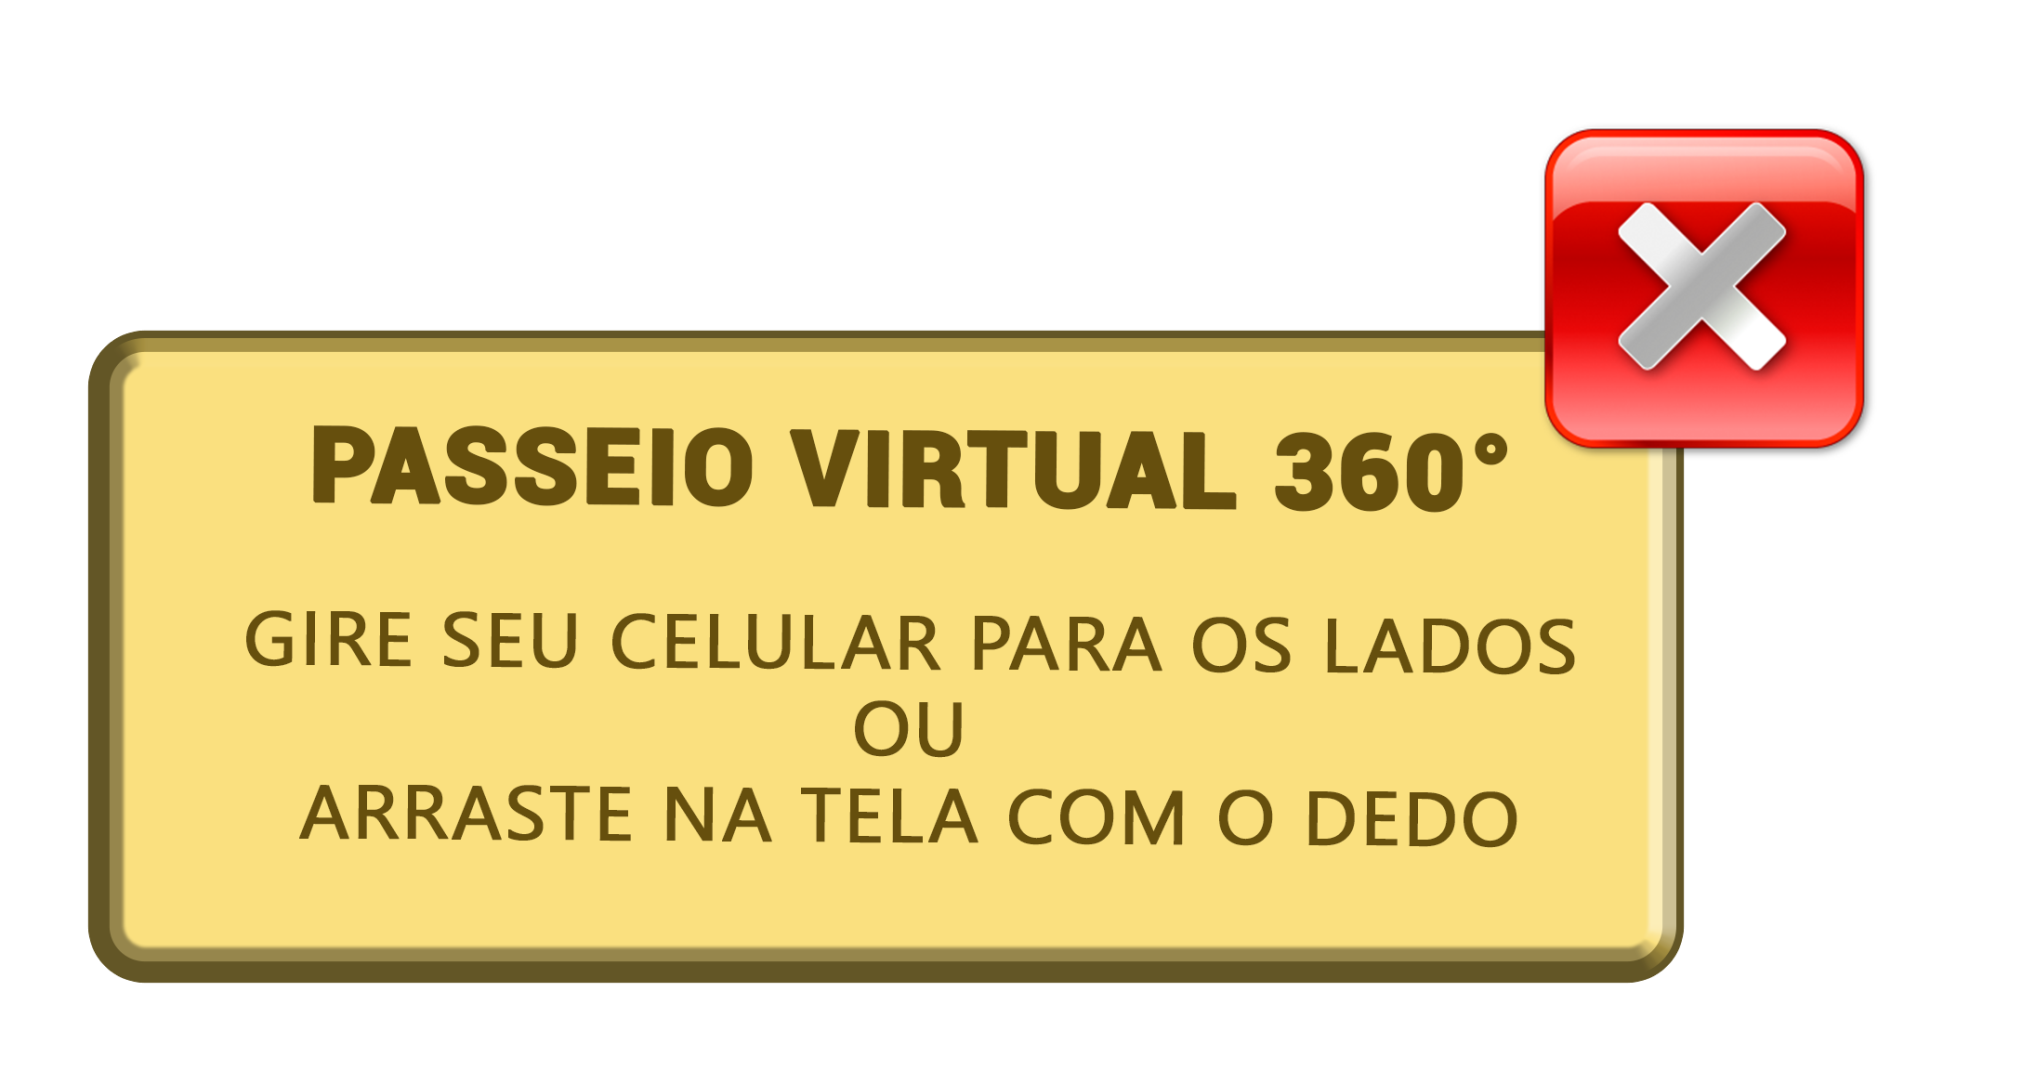 PASSEIO VIRTUAL 360°
GIRE SEU CELULAR PARA OS LADOS
OU
ARRASTE NA TELA COM O DEDO